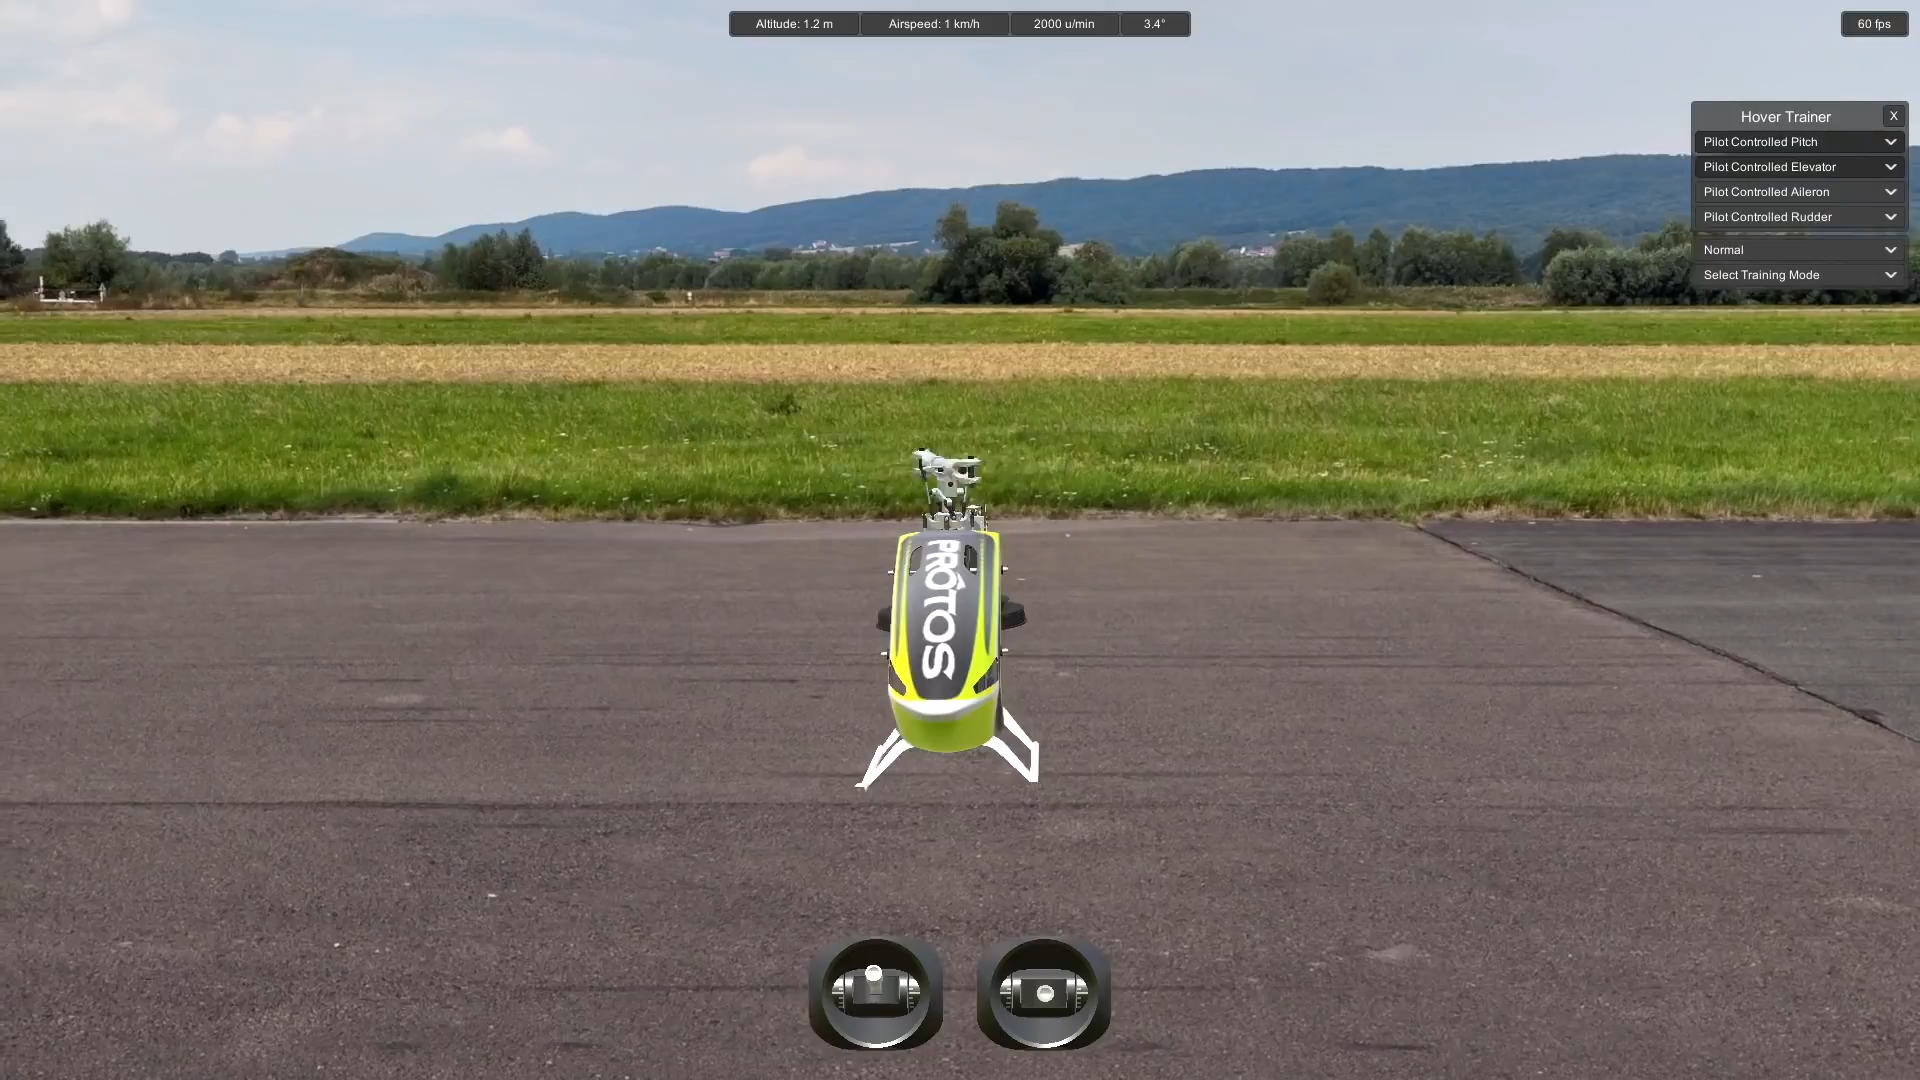 Altitude: 1.2 m
Airspeed: 1 km/h
2000 u/min
3.4°
60 fps
Hover Trainer
X
Pilot Controlled Pitch
Pilot Controlled Elevator
Pilot Controlled Aileron
Pilot Controlled Rudder
Normal
Select Training Mode
PRÔTOS